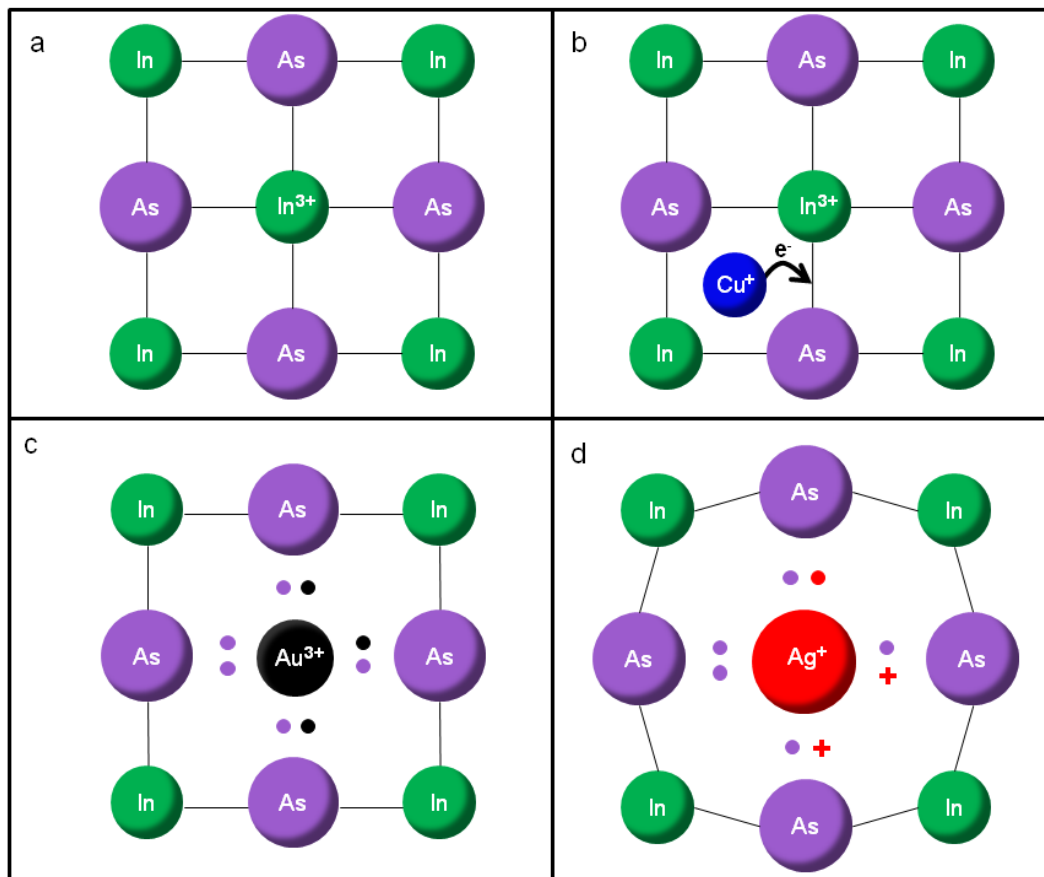 a
In As In
As In³⁺ As
In As In
b
In As In
As In³⁺ As
e⁻
Cu⁺
In As In
c
In As In
As Au³⁺ As
In As In
d
As
In In
As Ag⁺ As
In In
As